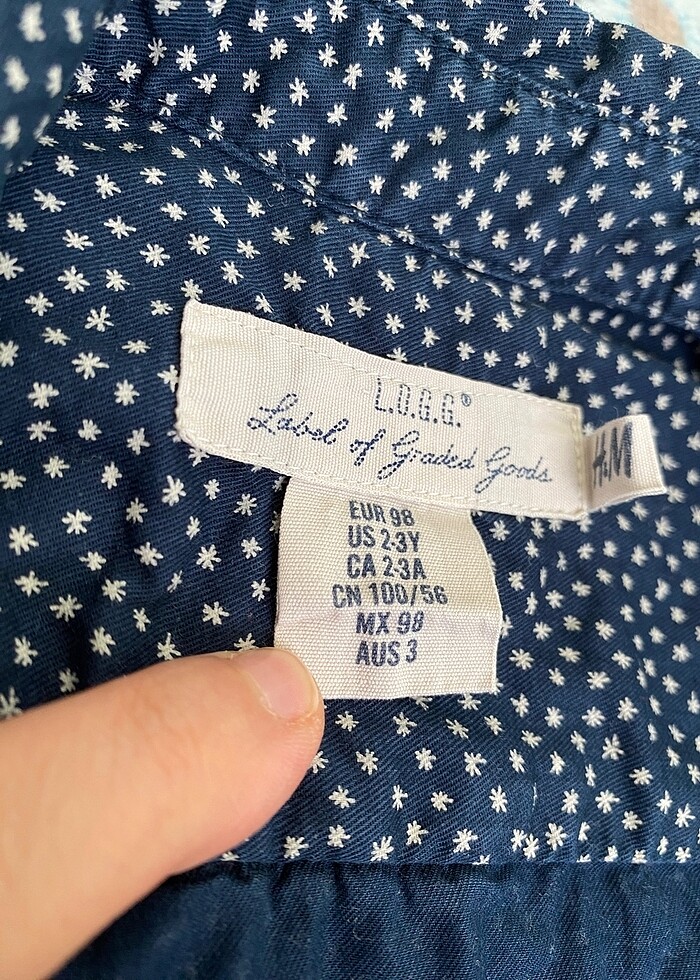 L.O.G.G.®
Label of Graded Goods
H&M
EUR 98
US 2-3Y
CA 2-3A
CN 100/56
MX 98
AUS 3